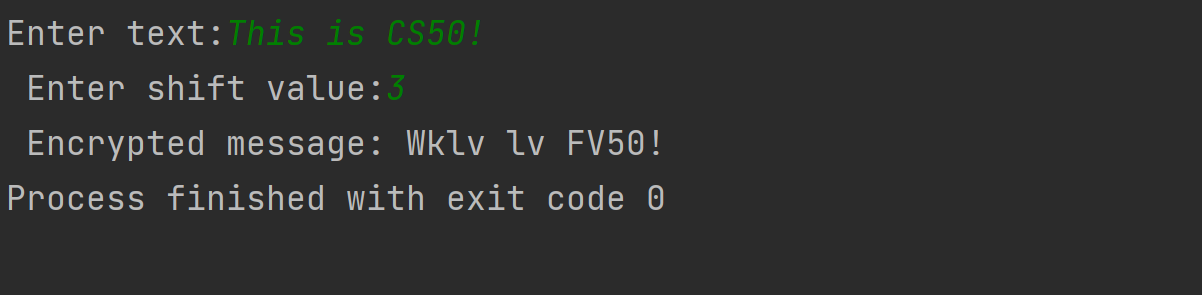 Enter text:This is CS50!
Enter shift value:3
Encrypted message: Wklv lv FV50!
Process finished with exit code 0